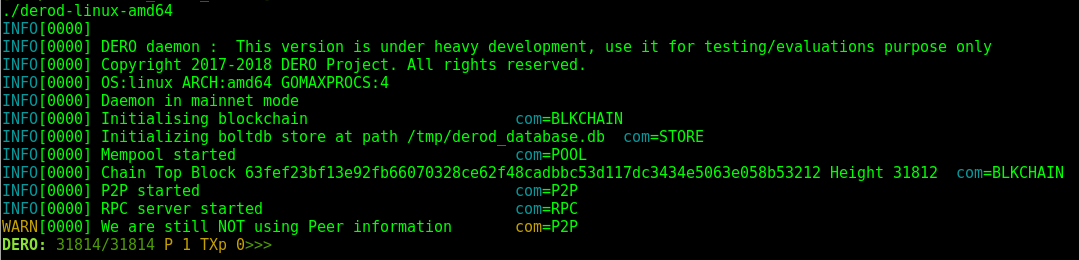 ./derod-linux-amd64
INFO[0000]
INFO[0000] DERO daemon :  This version is under heavy development, use it for testing/evaluations purpose only
INFO[0000] Copyright 2017-2018 DERO Project. All rights reserved.
INFO[0000] OS:linux ARCH:amd64 GOMAXPROCS:4
INFO[0000] Daemon in mainnet mode
INFO[0000] Initialising blockchain                       com=BLKCHAIN
INFO[0000] Initializing boltdb store at path /tmp/derod_database.db  com=STORE
INFO[0000] Mempool started                               com=POOL
INFO[0000] Chain Top Block 63fef23bf13e92fb66070328ce62f48cadbbc53d117dc3434e5063e058b53212 Height 31812  com=BLKCHAIN
INFO[0000] P2P started                                   com=P2P
INFO[0000] RPC server started                            com=RPC
WARN[0000] We are still NOT using Peer information       com=P2P
DERO: 31814/31814 P 1 TXp 0>>>